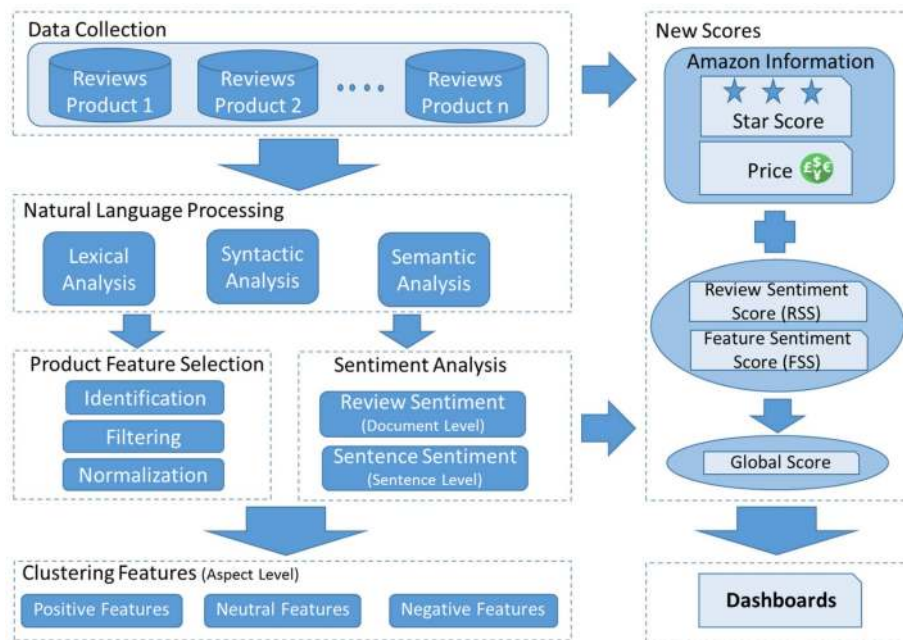 Data Collection
Reviews
Product 1
Reviews
Product 2
Reviews
Product n
Natural Language Processing
Lexical
Analysis
Syntactic
Analysis
Semantic
Analysis
Product Feature Selection
Identification
Filtering
Normalization
Sentiment Analysis
Review Sentiment
(Document Level)
Sentence Sentiment
(Sentence Level)
Clustering Features (Aspect Level)
Positive Features
Neutral Features
Negative Features
New Scores
Amazon Information
Star Score
Price £$€¥
Review Sentiment
Score (RSS)
Feature Sentiment
Score (FSS)
Global Score
Dashboards